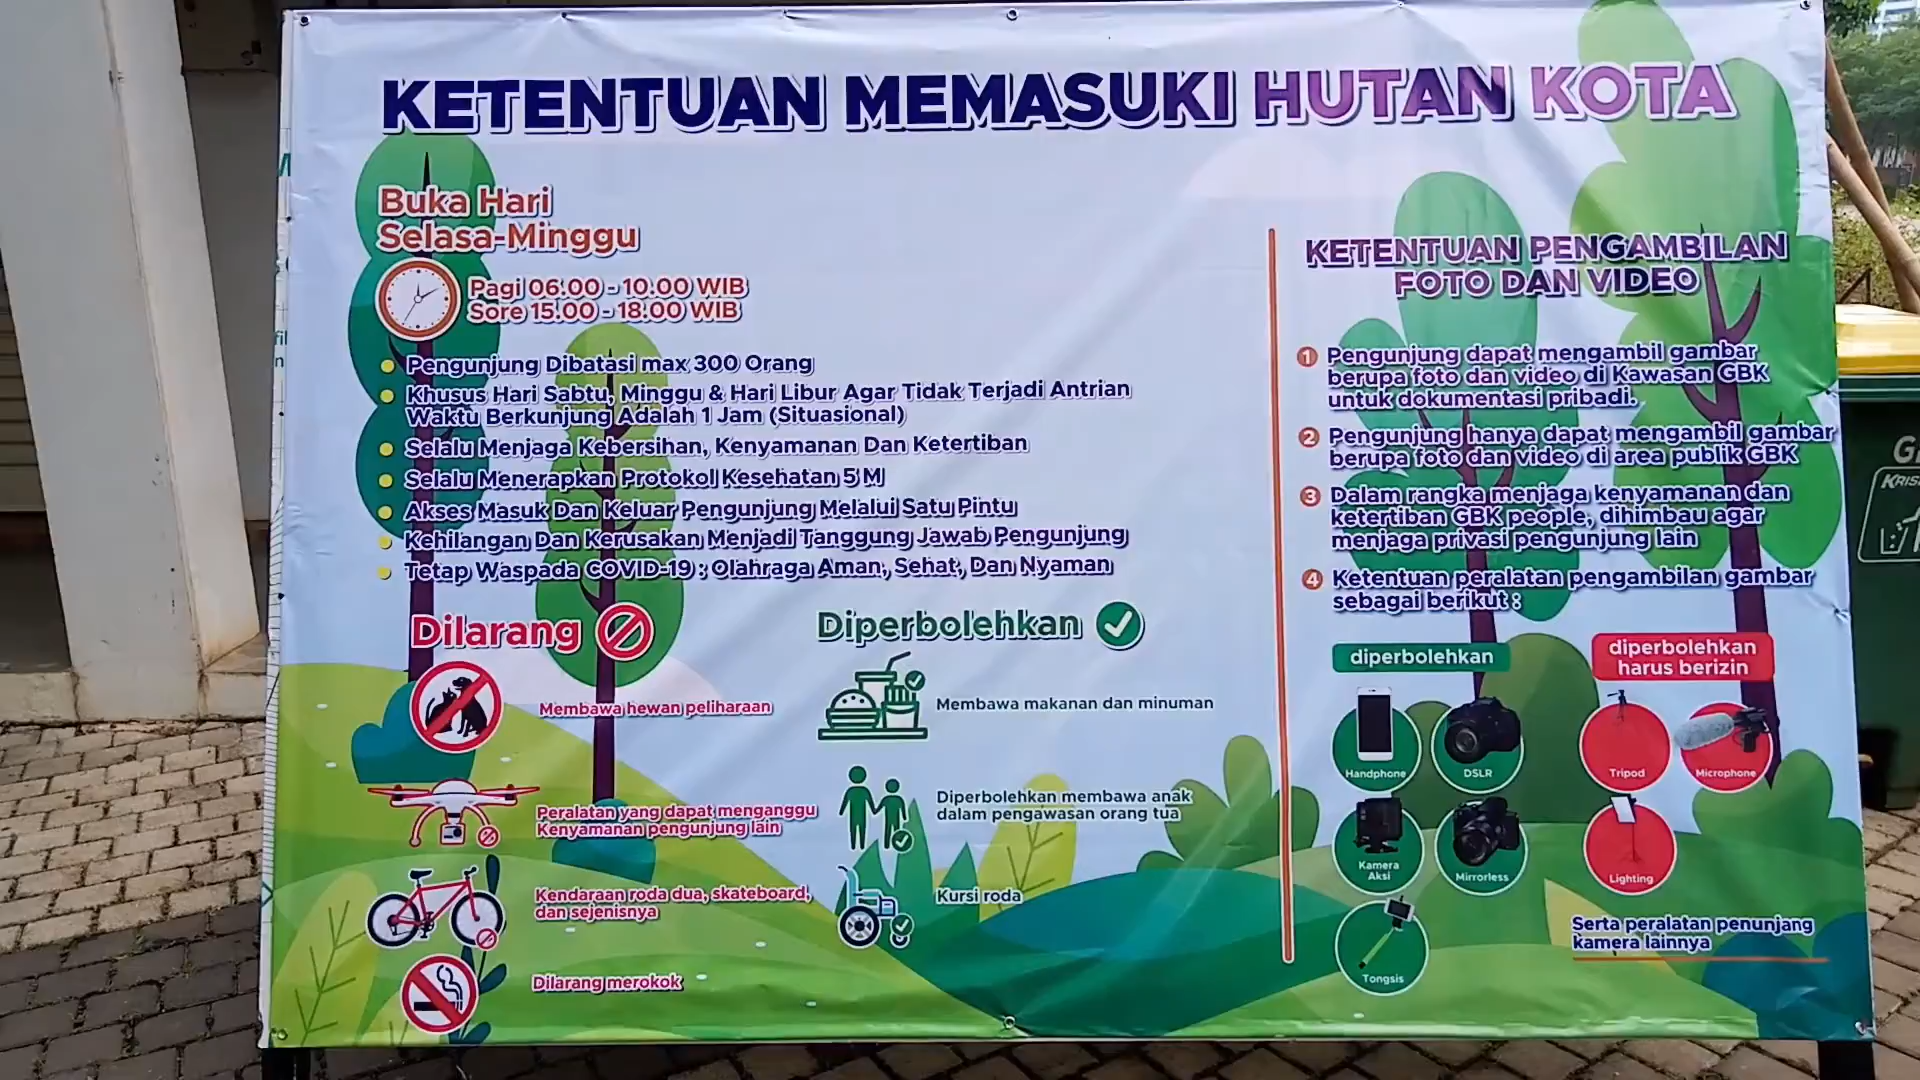 KETENTUAN MEMASUKI HUTAN KOTA
Buka Hari
Selasa-Minggu
Pagi 06.00 - 10.00 WIB
Sore 15.00 - 18.00 WIB
Pengunjung Dibatasi max 300 Orang
Khusus Hari Sabtu, Minggu & Hari Libur Agar Tidak Terjadi Antrian
Waktu Berkunjung Adalah 1 Jam (Situasional)
Selalu Menjaga Kebersihan, Kenyamanan Dan Ketertiban
Selalu Menerapkan Protokol Kesehatan 5 M
Akses Masuk Dan Keluar Pengunjung Melalui Satu Pintu
Kehilangan Dan Kerusakan Menjadi Tanggung Jawab Pengunjung
Tetap Waspada COVID-19 : Olahraga Aman, Sehat, Dan Nyaman
Dilarang
Membawa hewan peliharaan
Peralatan yang dapat menganggu
Kenyamanan pengunjung lain
Kendaraan roda dua, skateboard,
dan sejenisnya
Dilarang merokok
Diperbolehkan
Membawa makanan dan minuman
Diperbolehkan membawa anak
dalam pengawasan orang tua
Kursi roda
KETENTUAN PENGAMBILAN
FOTO DAN VIDEO
1 Pengunjung dapat mengambil gambar
berupa foto dan video di Kawasan GBK
untuk dokumentasi pribadi.
2 Pengunjung hanya dapat mengambil gambar
berupa foto dan video di area publik GBK
3 Dalam rangka menjaga kenyamanan dan
ketertiban GBK people, dihimbau agar
menjaga privasi pengunjung lain
4 Ketentuan peralatan pengambilan gambar
sebagai berikut :
diperbolehkan
Handphone
DSLR
Kamera
Aksi
Mirrorless
Tongsis
diperbolehkan
harus berizin
Tripod
Microphone
Lighting
Serta peralatan penunjang
kamera lainnya